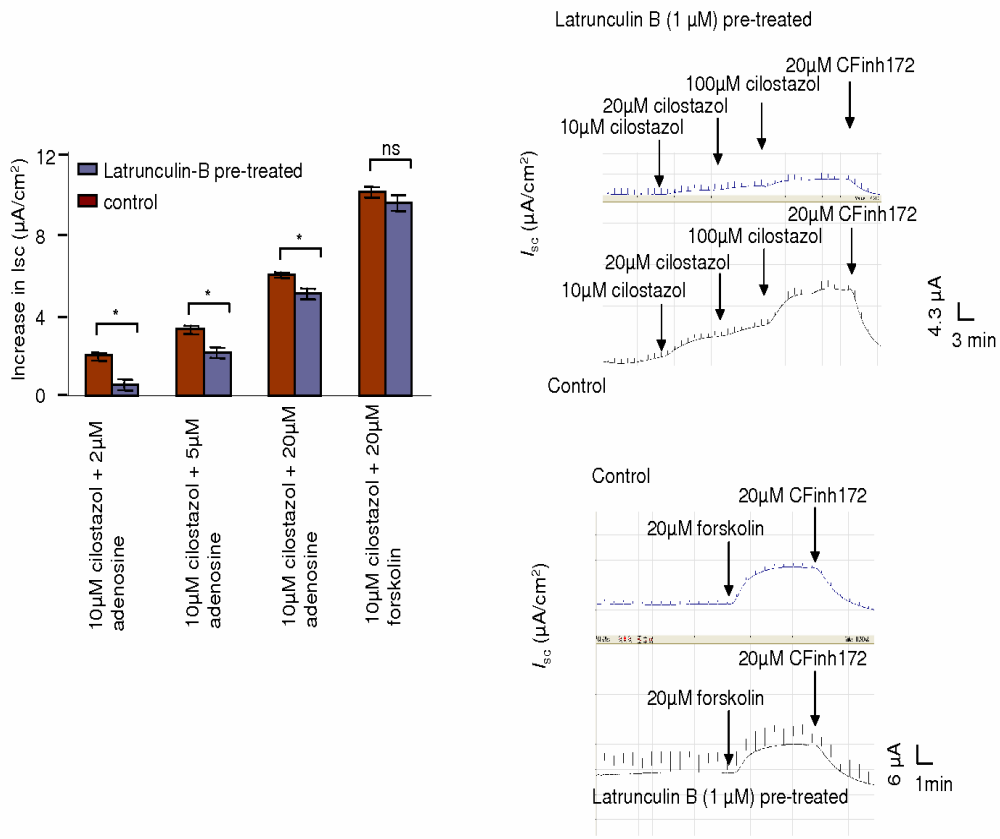 12
8
4
0
Increase in Isc (µA/cm²)
Latrunculin-B pre-treated
control
*
*
*
ns
10µM cilostazol + 2µM
adenosine
10µM cilostazol + 5µM
adenosine
10µM cilostazol + 20µM
adenosine
10µM cilostazol + 20µM
forskolin
Latrunculin B (1 µM) pre-treated
20µM CFinh172
100µM cilostazol
20µM cilostazol
10µM cilostazol
Isc (µA/cm²)
20µM CFinh172
100µM cilostazol
20µM cilostazol
10µM cilostazol
4.3 µA
3 min
Control
Control
20µM CFinh172
20µM forskolin
Isc (µA/cm²)
20µM CFinh172
20µM forskolin
6 µA
1min
Latrunculin B (1 µM) pre-treated